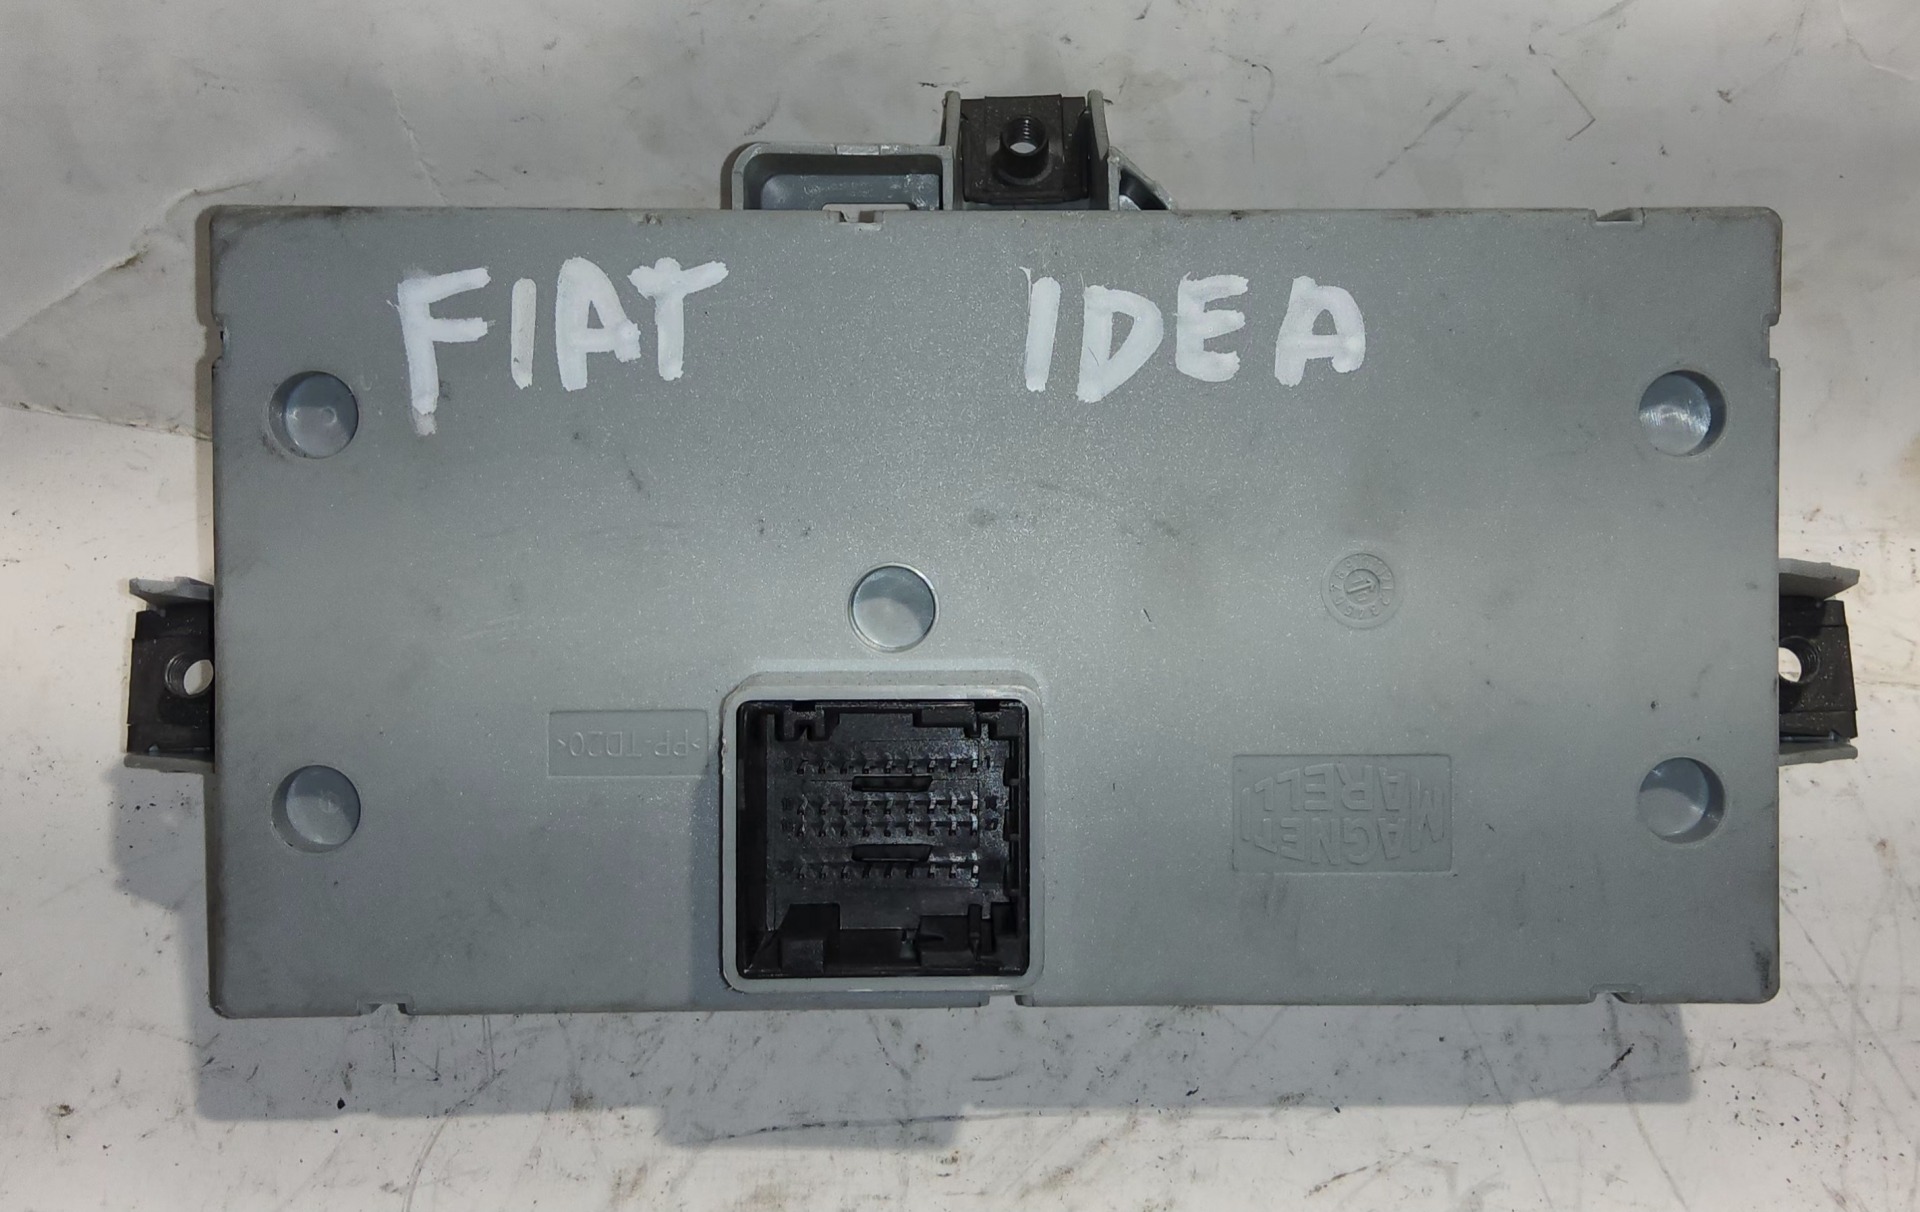 FIAT IDEA
>PP-TD20<
MAGNETI
MARELLI